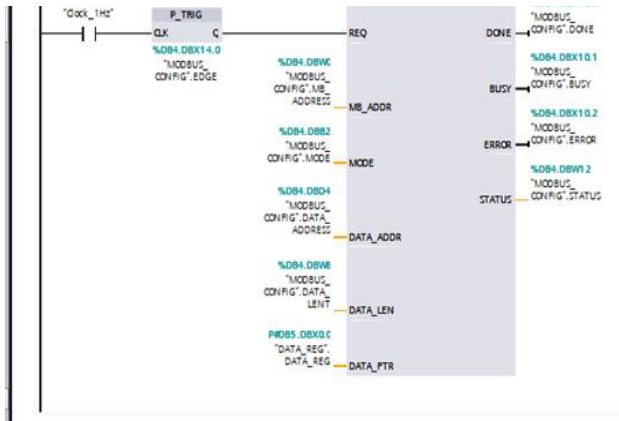 "Clock_1Hz"
P_TRIG
CLK Q
%DB4.DBX14.0
"MODBUS_
CONFIG".EDGE
REQ
DONE
"MODBUS_
CONFIG".DONE
%DB4.DBW0
"MODBUS_
CONFIG".MB_
ADDRESS
MB_ADDR
%DB4.DBX10.1
"MODBUS_
CONFIG".BUSY
BUSY
%DB4.DBB2
"MODBUS_
CONFIG".MODE
MODE
%DB4.DBX10.2
"MODBUS_
CONFIG".ERROR
ERROR
%DB4.DBD4
"MODBUS_
CONFIG".DATA_
ADDRESS
DATA_ADDR
%DB4.DBW12
"MODBUS_
CONFIG".STATUS
STATUS
%DB4.DBW8
"MODBUS_
CONFIG".DATA_
LENT
DATA_LEN
P#DB5.DBX0.0
"DATA_REG".
DATA_REG
DATA_PTR